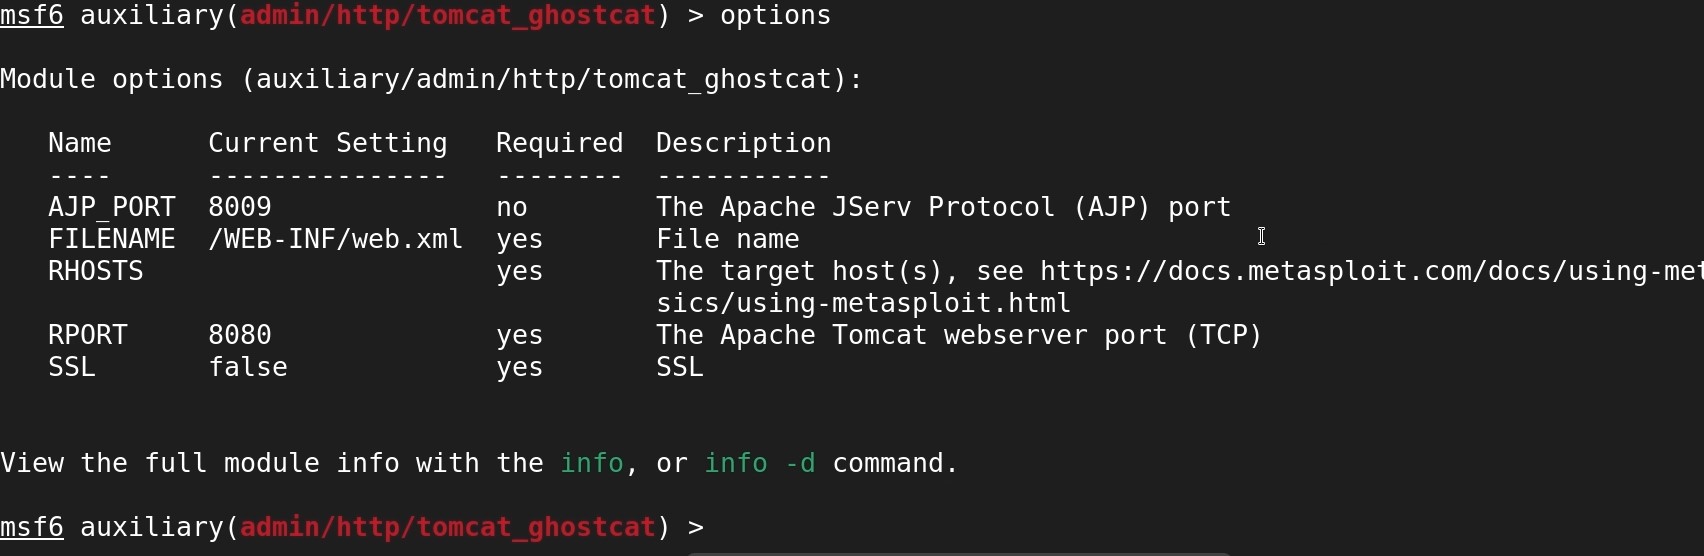 msf6 auxiliary(admin/http/tomcat_ghostcat) > options
Module options (auxiliary/admin/http/tomcat_ghostcat):
Name Current Setting Required Description
---- --------------- -------- -----------
AJP_PORT 8009 no The Apache JServ Protocol (AJP) port
FILENAME /WEB-INF/web.xml yes File name
RHOSTS yes The target host(s), see https://docs.metasploit.com/docs/using-met
sics/using-metasploit.html
RPORT 8080 yes The Apache Tomcat webserver port (TCP)
SSL false yes SSL
View the full module info with the info, or info -d command.
msf6 auxiliary(admin/http/tomcat_ghostcat) >